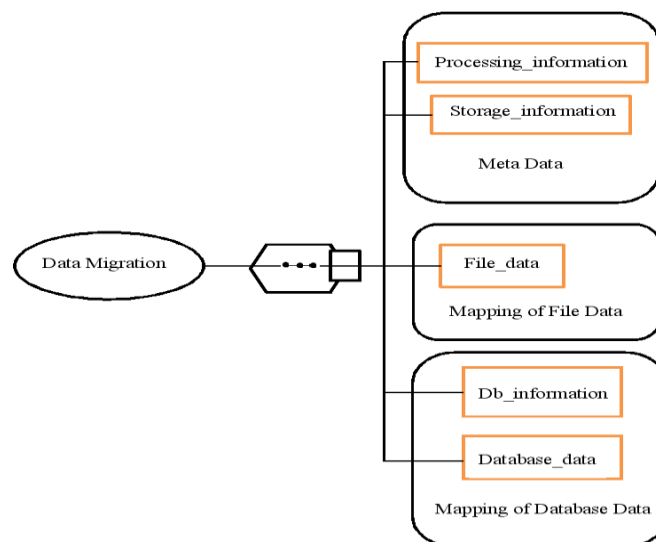 Processing_information
Storage_information
Meta Data
Data Migration
File_data
Mapping of File Data
Db_information
Database_data
Mapping of Database Data